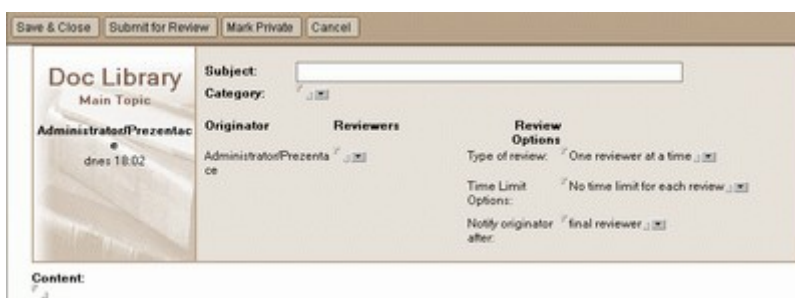 Save & Close Submit for Review Mark Private Cancel
Doc Library
Main Topic
Administrator/Prezentac
e
dnes 18:02
Subject:
Category:
Originator Reviewers Review
Options
Administrator/Prezenta
ce
Type of review: One reviewer at a time
Time Limit
Options: No time limit for each review
Notify originator
after: final reviewer
Content: